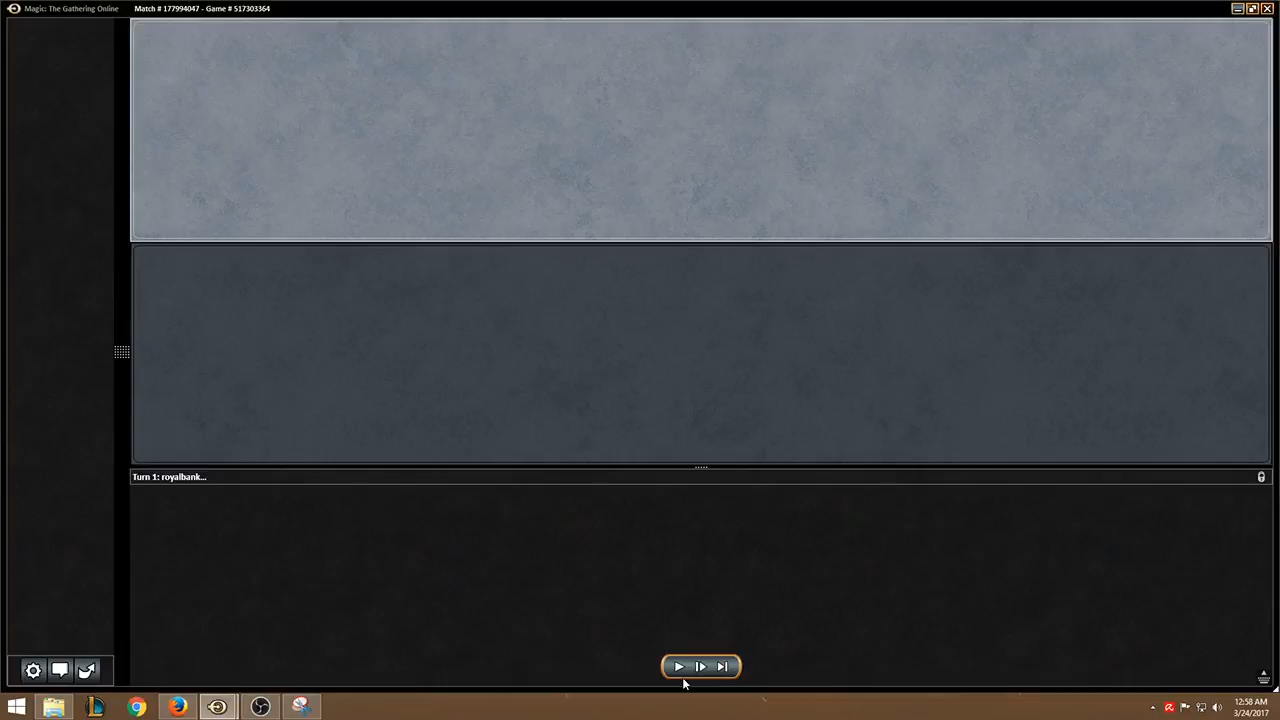 Magic: The Gathering Online
Match # 177994047 - Game # 517303364
Turn 1: royalbank...
12:58 AM
3/24/2017